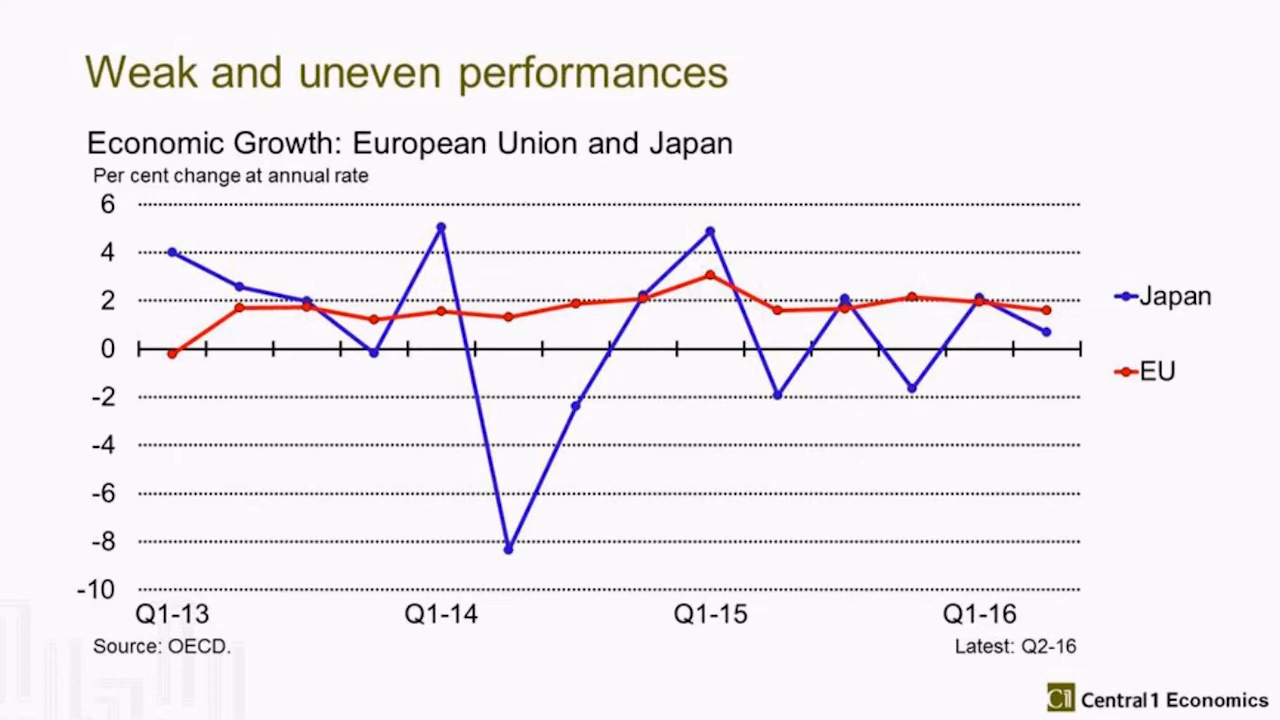 Weak and uneven performances
Economic Growth: European Union and Japan
Per cent change at annual rate
6
4
2
0
-2
-4
-6
-8
-10
Japan
EU
Q1-13 Q1-14 Q1-15 Q1-16
Source: OECD. Latest: Q2-16
C1 Central 1 Economics